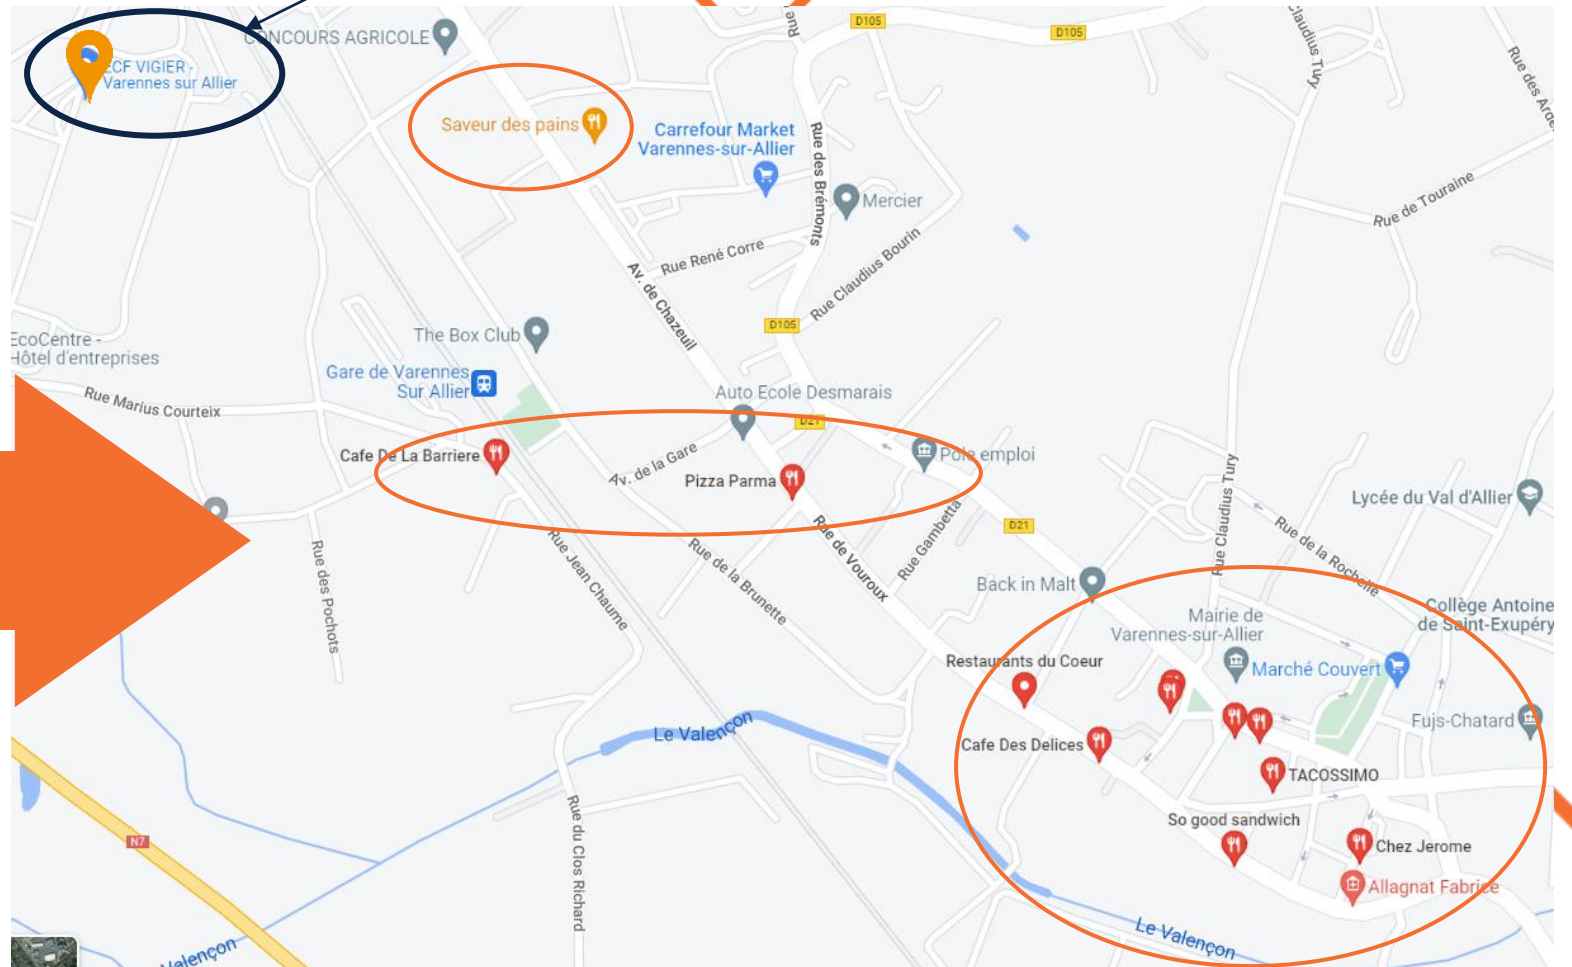 Rue
D105
D105
Claudius Tury
Rue des Arde
CONCOURS AGRICOLE
ECF VIGIER -
Varennes sur Allier
Saveur des pains
Carrefour Market
Varennes-sur-Allier
Rue des Brémonts
Mercier
Rue de Touraine
Rue René Corre
Rue Claudius Bourin
Av. de Chazeuil
D105
EcoCentre -
Hôtel d'entreprises
The Box Club
Gare de Varennes
Sur Allier
Rue Marius Courteix
Auto Ecole Desmarais
D21
Cafe De La Barriere
Av. de la Gare
Pizza Parma
Pôle emploi
Rue Claudius Tury
Lycée du Val d'Allier
D21
Rue de la Rochelle
Rue Gambetta
Rue de Vouroux
Rue des Pochots
Rue Jean Chaume
Rue de la Brunette
Back in Malt
Mairie de
Varennes-sur-Allier
Collège Antoine
de Saint-Exupéry
Restaurants du Coeur
Marché Couvert
Le Valençon
Cafe Des Delices
Fujs-Chatard
TACOSSIMO
N7
Rue du Clos Richard
So good sandwich
Chez Jerome
Allagnat Fabrice
Le Valençon
Valençon